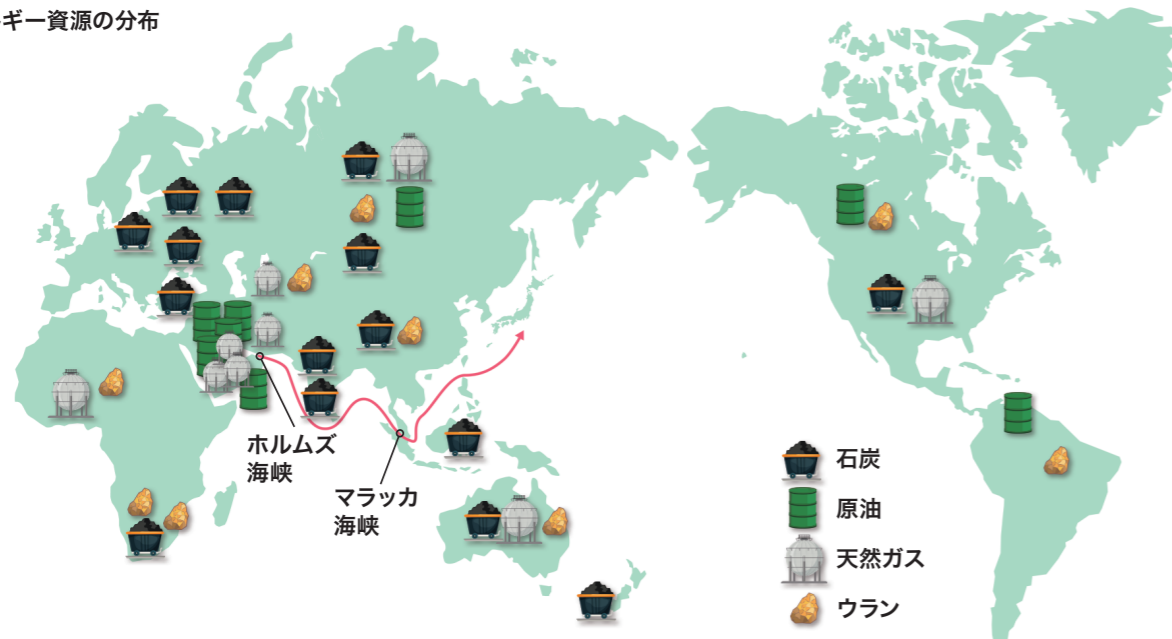 ギー資源の分布
ホルムズ
海峡
マラッカ
海峡
石炭
原油
天然ガス
ウラン